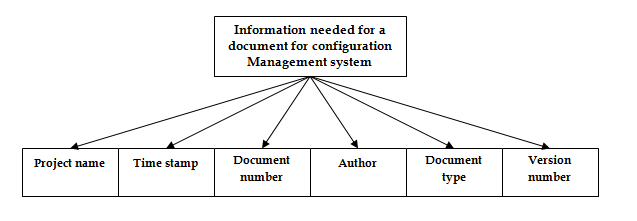 Information needed for a
document for configuration
Management system
Project name
Time stamp
Document
number
Author
Document
type
Version
number